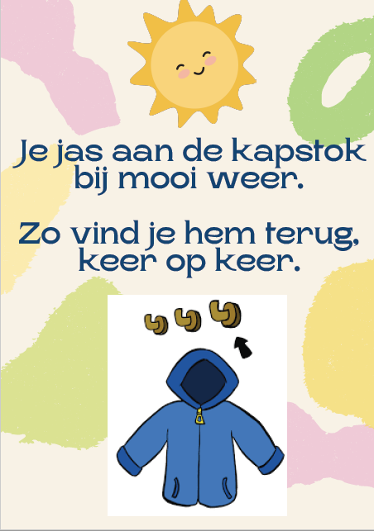 Je jas aan de kapstok
bij mooi weer.
Zo vind je hem terug,
keer op keer.